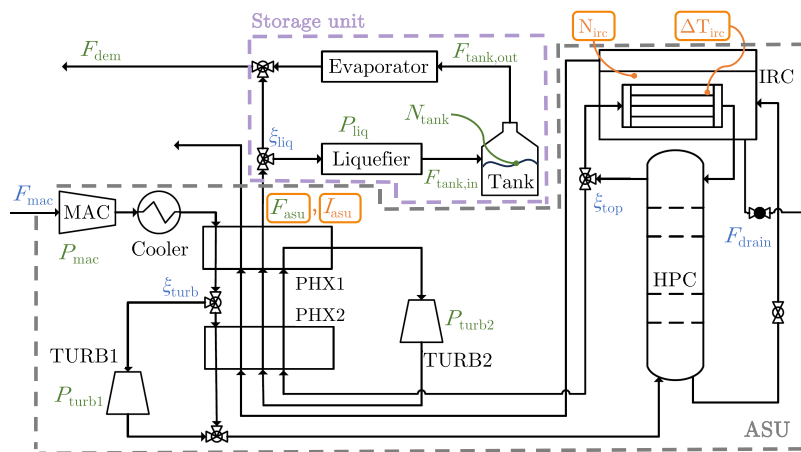 Storage unit
N_irc
ΔT_irc
F_dem
F_tank,out
Evaporator
IRC
N_tank
P_liq
ξ_liq
Liquefier
Tank
F_tank,in
ξ_top
F_mac
MAC
F_asu, I_asu
F_drain
P_mac
Cooler
HPC
ξ_turb
PHX1
PHX2
P_turb2
TURB1
TURB2
P_turb1
ASU